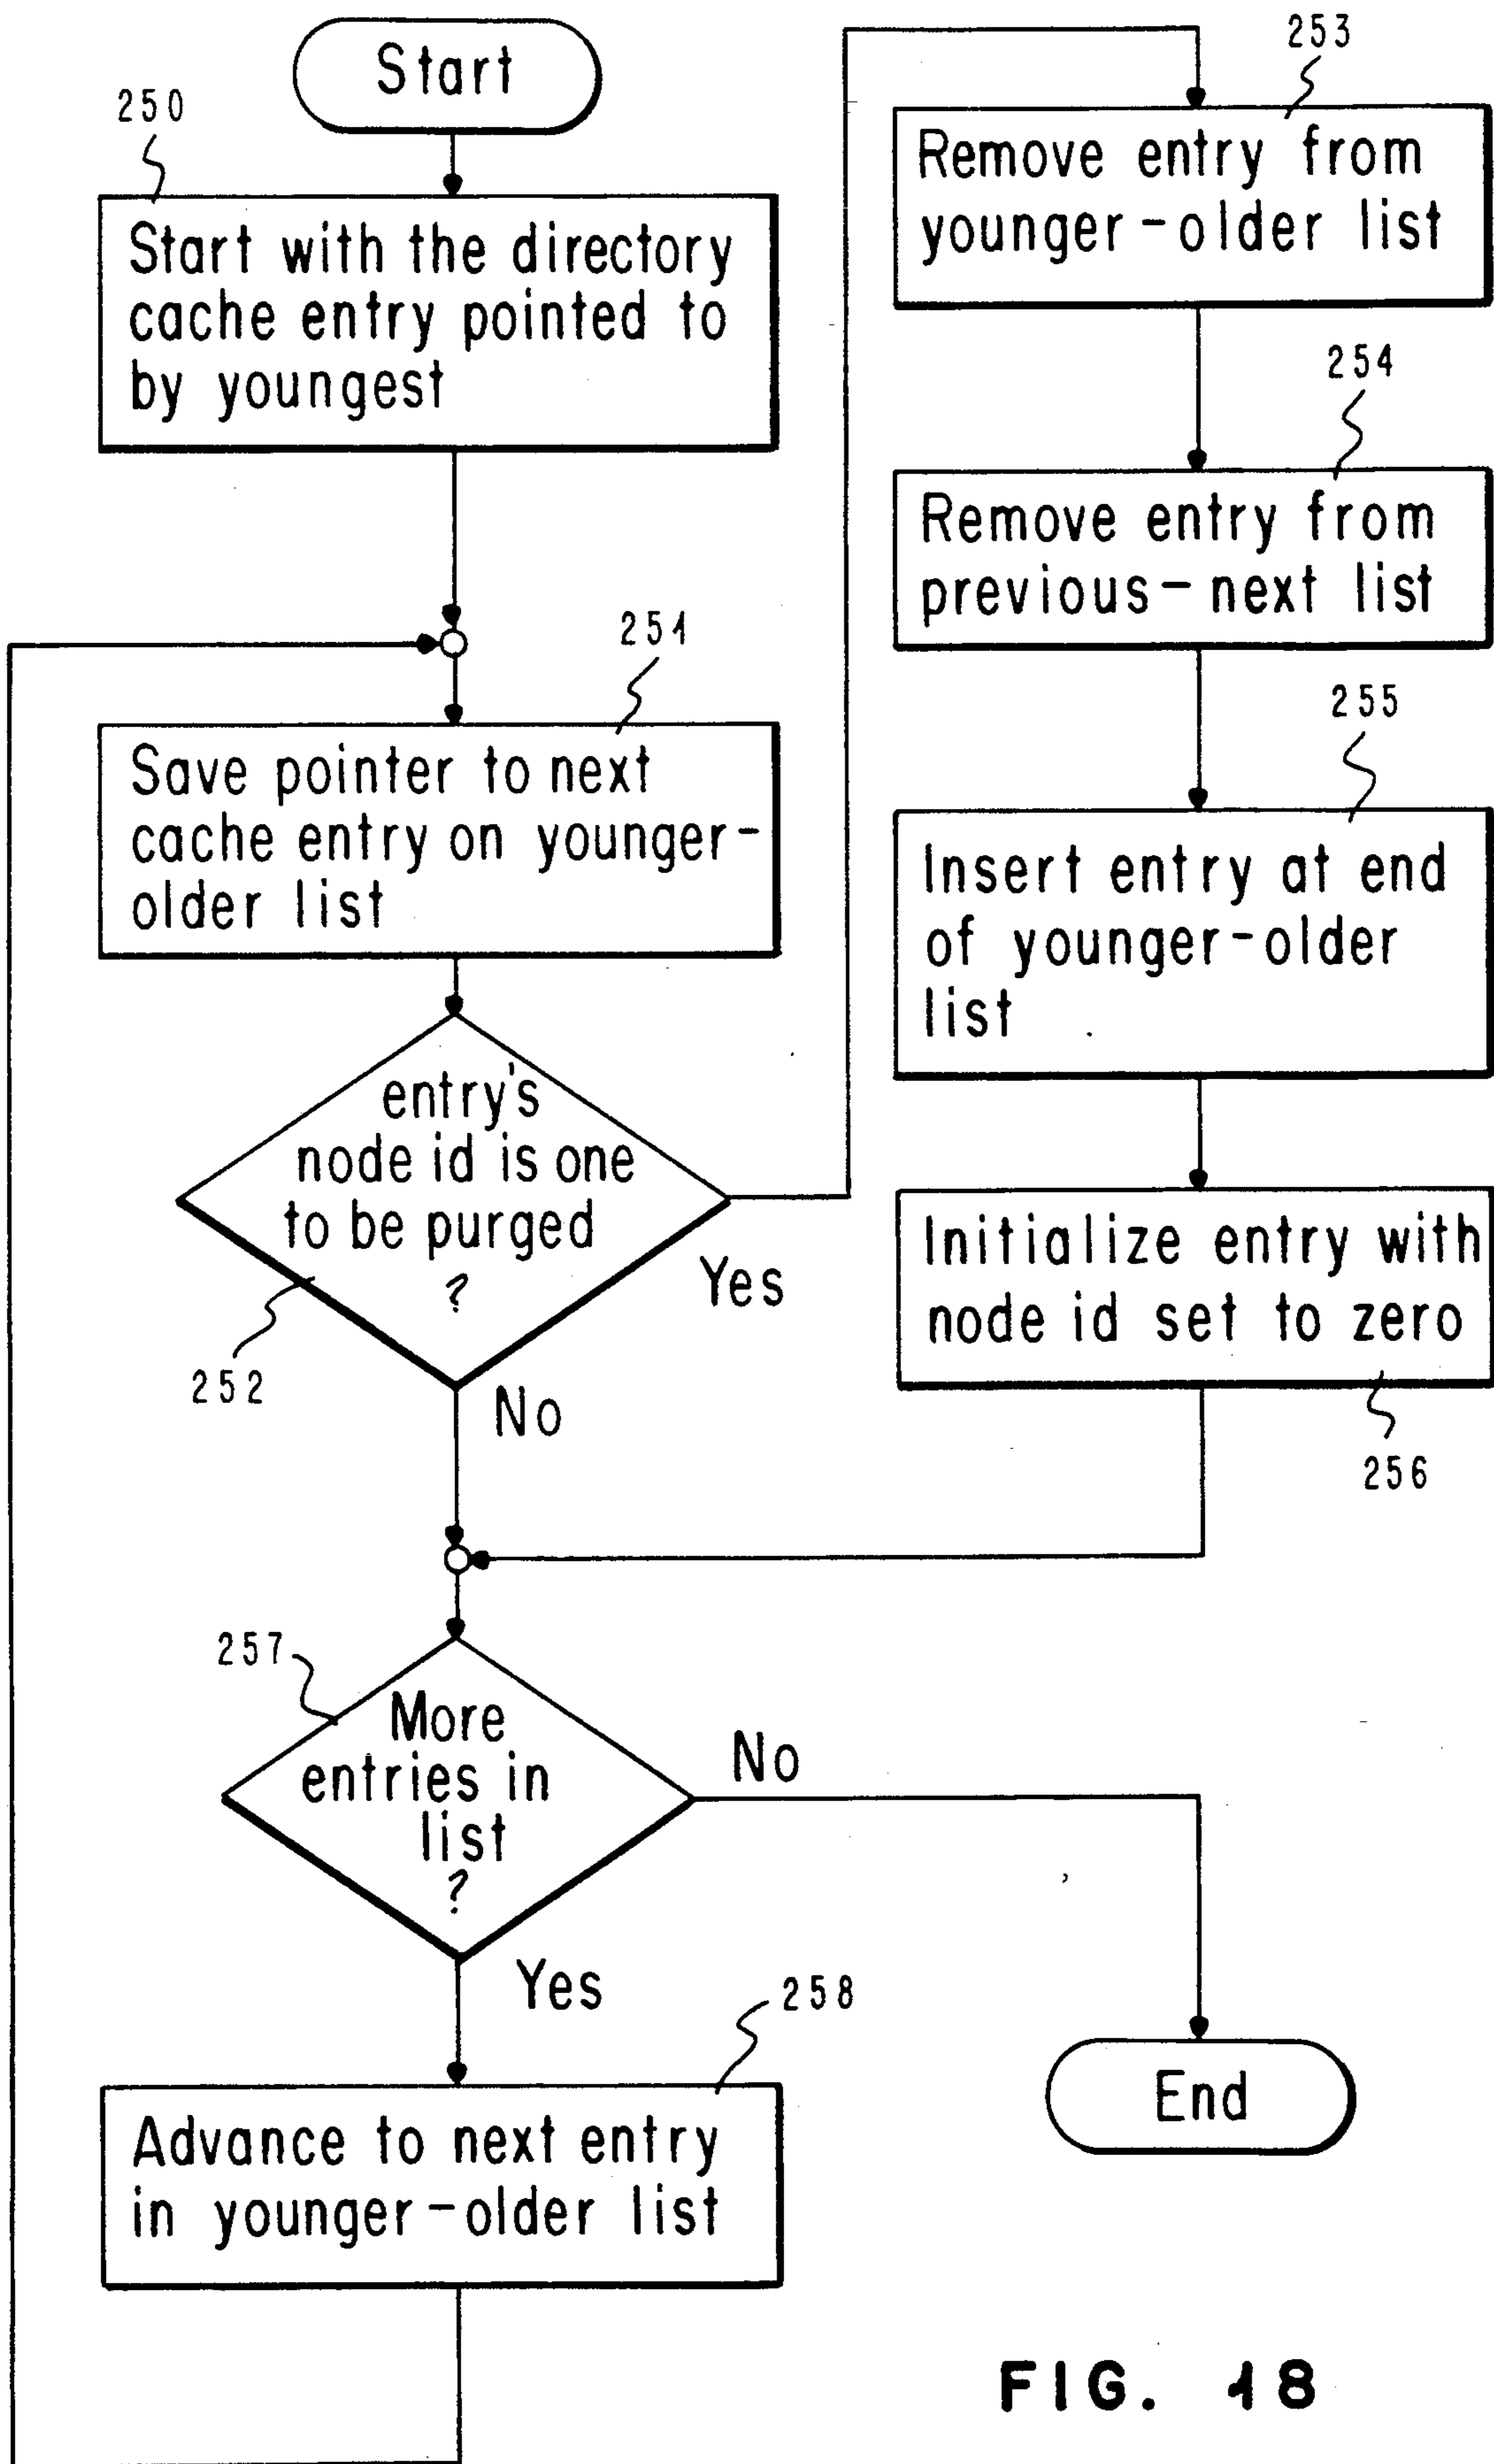 Start
250
Start with the directory
cache entry pointed to
by youngest
251
Save pointer to next
cache entry on younger-
older list
entry's
node id is one
to be purged
?
252
Yes
No
253
Remove entry from
younger-older list
254
Remove entry from
previous-next list
255
Insert entry at end
of younger-older
list
Initialize entry with
node id set to zero
256
257
More
entries in
list
?
No
Yes
258
Advance to next entry
in younger-older list
End
FIG. 18